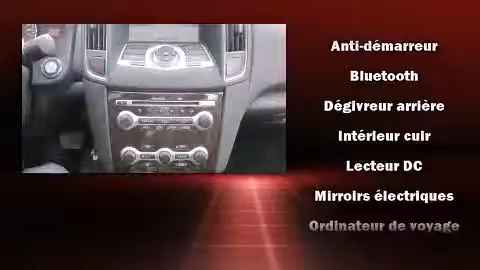 Anti-démarreur
Bluetooth
Dégivreur arrière
Intérieur cuir
Lecteur DC
Mirroirs électriques
Ordinateur de voyage